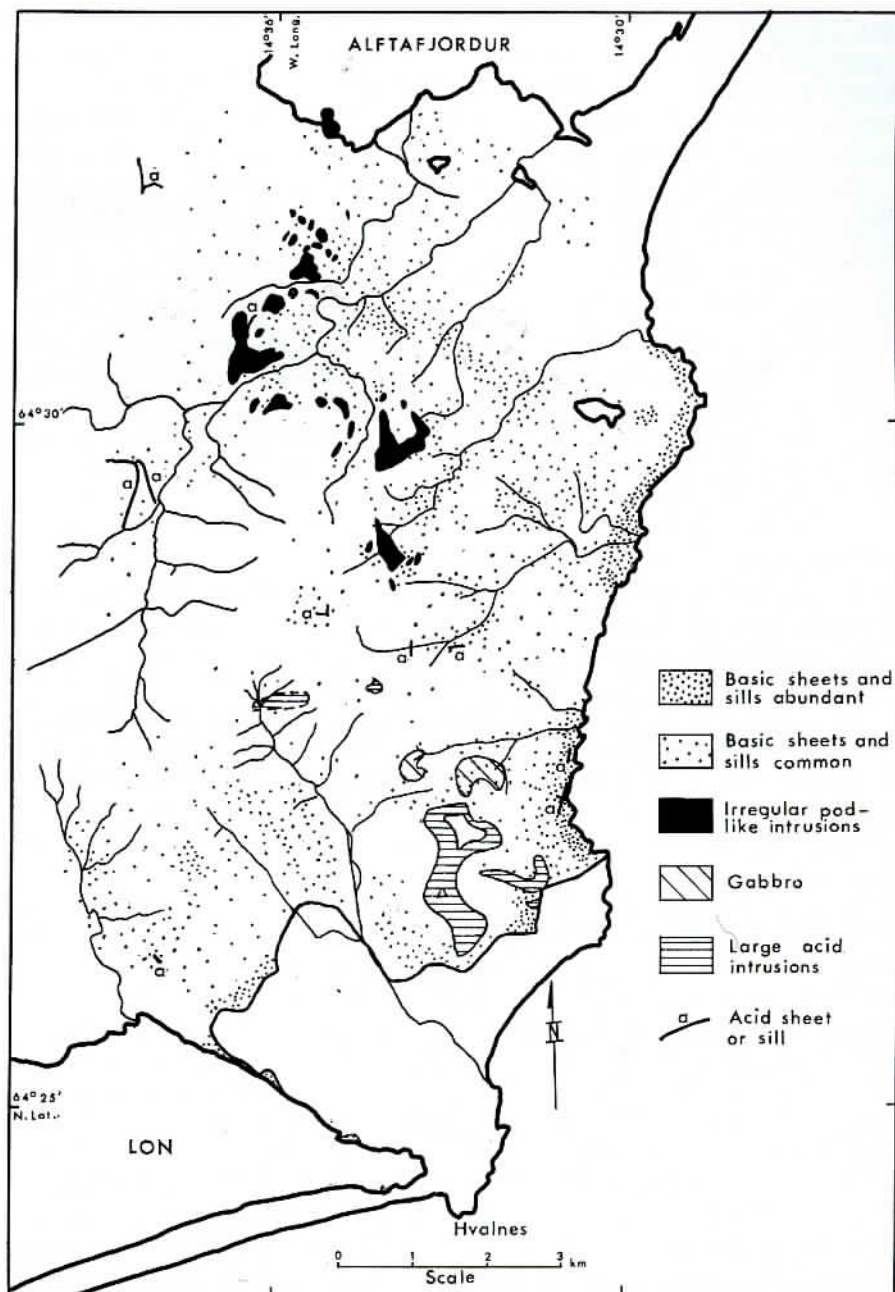 14°36'
W. Long.
ALFTAFJORDUR
14°30'
a
a
64°30'
a a
a
a a
a
a
a
64°25'
N. Lat.
LON
Hvalnes
0 1 2 3 km
Scale
N
Basic sheets and
sills abundant
Basic sheets and
sills common
Irregular pod-
like intrusions
Gabbro
Large acid
intrusions
a Acid sheet
or sill